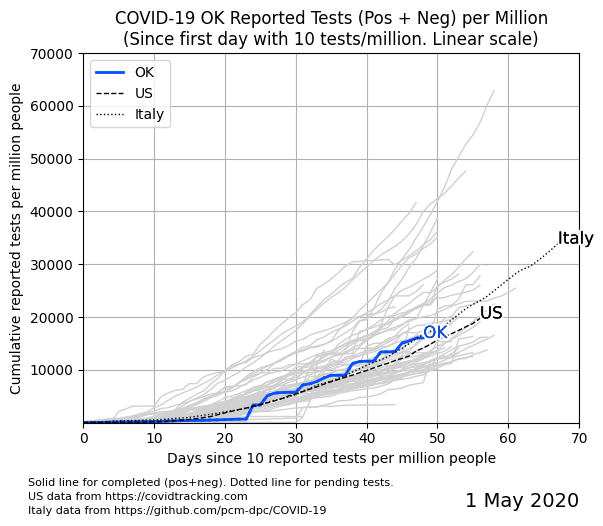 COVID-19 OK Reported Tests (Pos + Neg) per Million
(Since first day with 10 tests/million. Linear scale)
70000
60000
50000
40000
30000
20000
10000
Cumulative reported tests per million people
OK
US
Italy
Italy
US
OK
0 10 20 30 40 50 60 70
Days since 10 reported tests per million people
Solid line for completed (pos+neg). Dotted line for pending tests.
US data from https://covidtracking.com
Italy data from https://github.com/pcm-dpc/COVID-19
1 May 2020